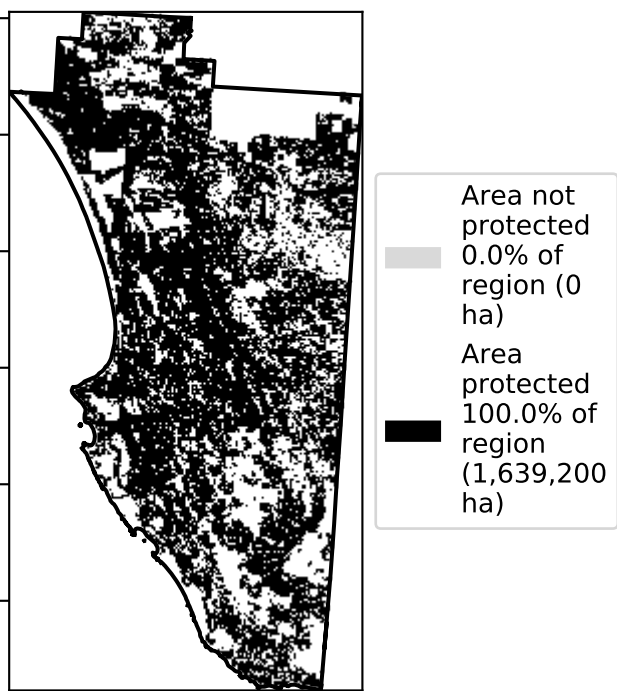 Area not
protected
0.0% of
region (0
ha)
Area
protected
100.0% of
region
(1,639,200
ha)